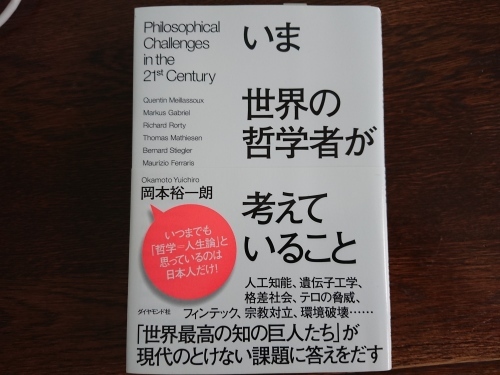 Philosophical
Challenges
in the
21st Century
Quentin Meillassoux
Markus Gabriel
Richard Rorty
Thomas Mathiesen
Bernard Stiegler
Maurizio Ferraris
Okamoto Yuichiro
岡本裕一朗
いま
世界の
哲学者が
考えて
いること
いつまでも
「哲学=人生論」と
思っているのは
日本人だけ!
人工知能、遺伝子工学、
格差社会、テロの脅威、
フィンテック、宗教対立、環境破壊……
ダイヤモンド社
「世界最高の知の巨人たち」が
現代のとけない課題に答えをだす